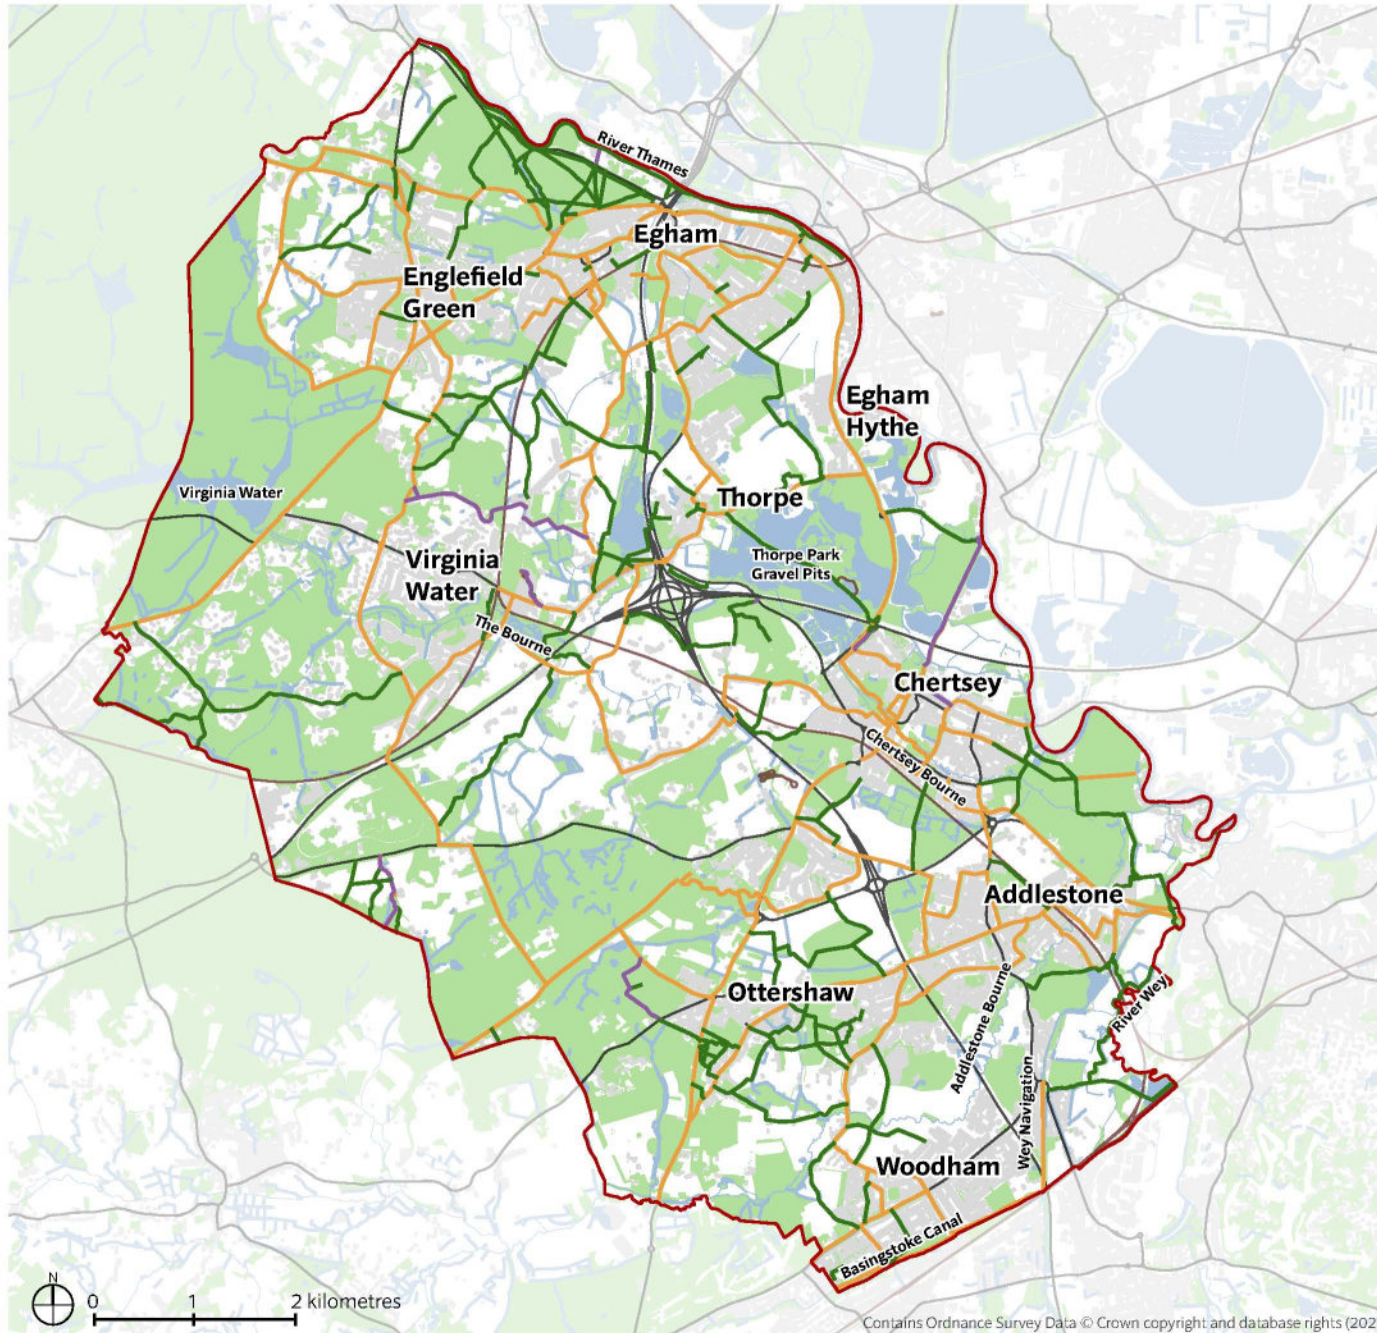 River Thames
Egham
Englefield
Green
Egham
Hythe
Virginia Water
Thorpe
Thorpe Park
Gravel Pits
Virginia
Water
The Bourne
Chertsey
Chertsey Bourne
Addlestone
Ottershaw
Addlestone Bourne
River Wey
Wey Navigation
Woodham
Basingstoke Canal
N
0 1 2 kilometres
Contains Ordnance Survey Data © Crown copyright and database rights (202